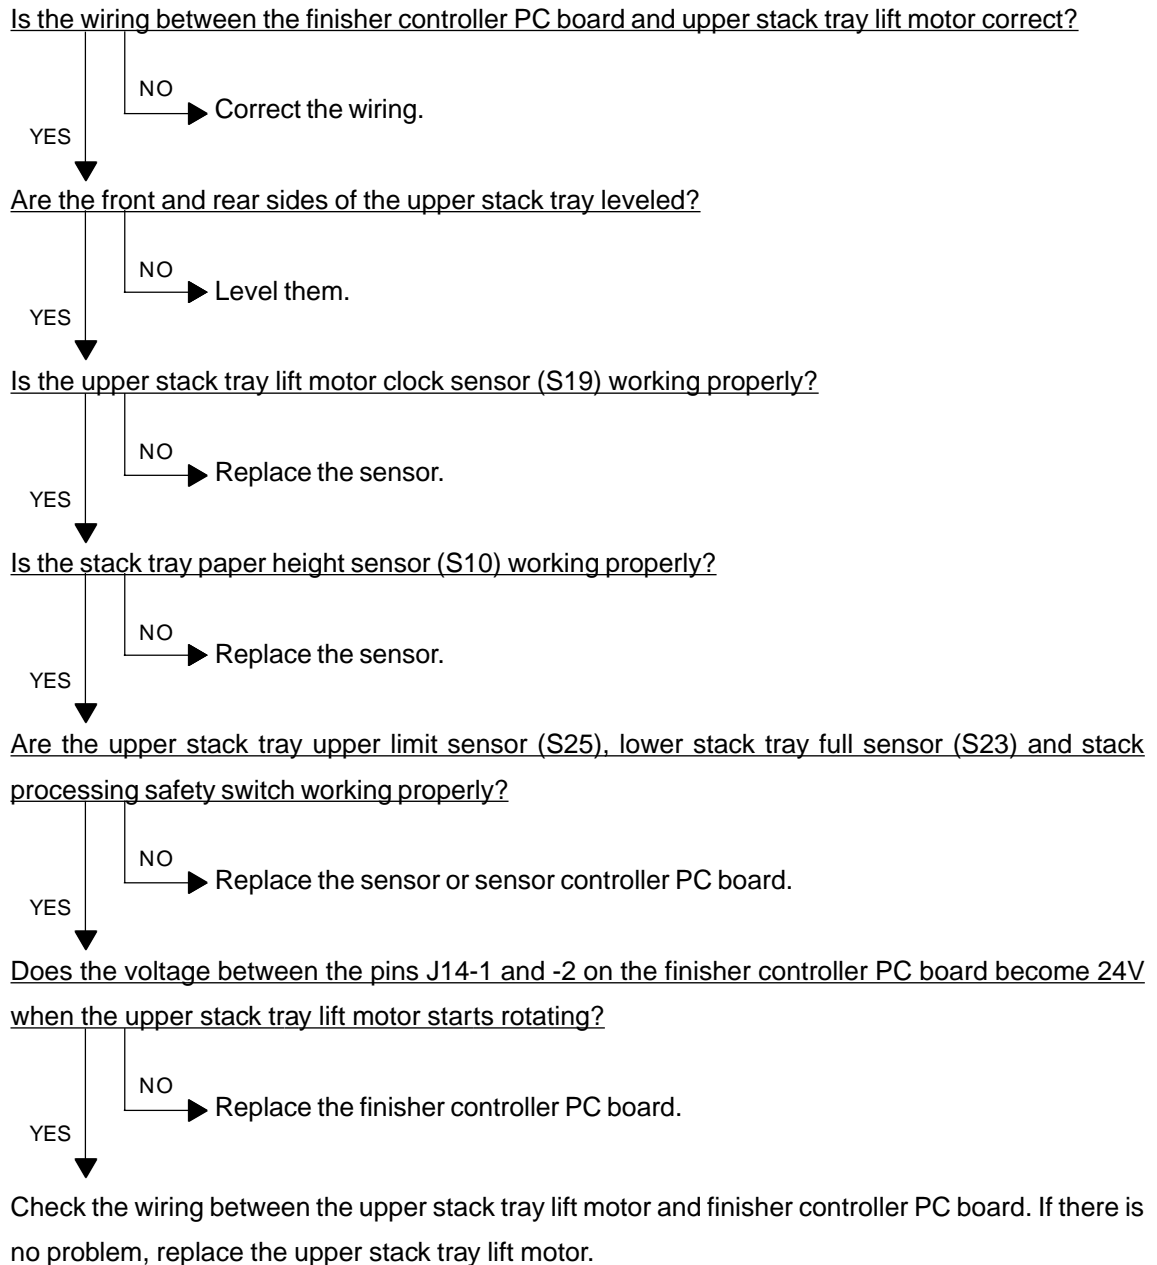 Is the wiring between the finisher controller PC board and upper stack tray lift motor correct?
NO
Correct the wiring.
YES
Are the front and rear sides of the upper stack tray leveled?
NO
Level them.
YES
Is the upper stack tray lift motor clock sensor (S19) working properly?
NO
Replace the sensor.
YES
Is the stack tray paper height sensor (S10) working properly?
NO
Replace the sensor.
YES
Are the upper stack tray upper limit sensor (S25), lower stack tray full sensor (S23) and stack
processing safety switch working properly?
NO
Replace the sensor or sensor controller PC board.
YES
Does the voltage between the pins J14-1 and -2 on the finisher controller PC board become 24V
when the upper stack tray lift motor starts rotating?
NO
Replace the finisher controller PC board.
YES
Check the wiring between the upper stack tray lift motor and finisher controller PC board. If there is
no problem, replace the upper stack tray lift motor.